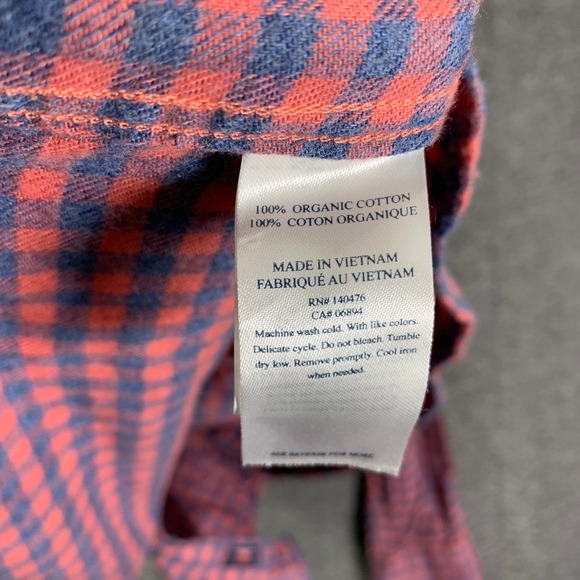 100% ORGANIC COTTON
100% COTON ORGANIQUE
MADE IN VIETNAM
FABRIQUÉ AU VIETNAM
RN# 140476
CA# 06894
Machine wash cold. With like colors.
Delicate cycle. Do not bleach. Tumble
dry low. Remove promptly. Cool iron
when needed.
SEE REVERSE FOR MORE